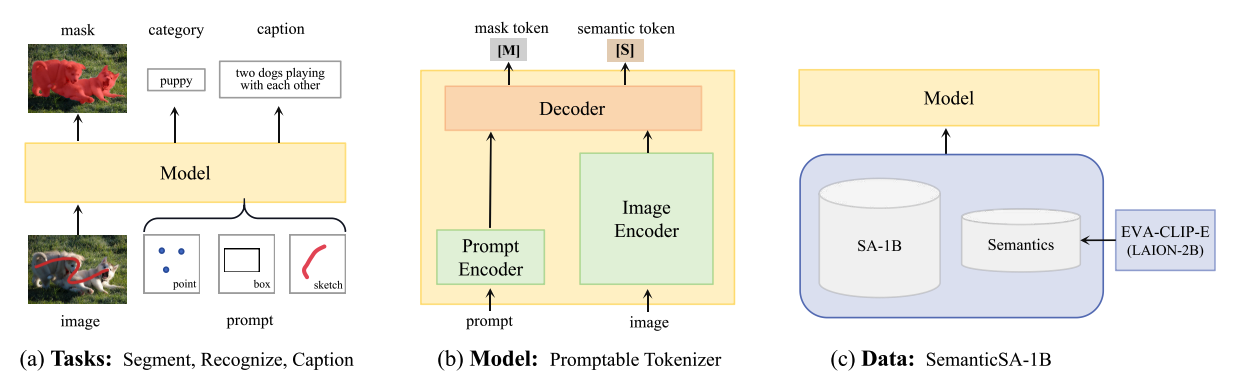 mask
category
caption
puppy
two dogs playing
with each other
Model
point
box
sketch
image
prompt
(a) Tasks: Segment, Recognize, Caption
mask token
semantic token
[M]
[S]
Decoder
Image
Encoder
Prompt
Encoder
prompt
image
(b) Model: Promptable Tokenizer
Model
SA-1B
Semantics
EVA-CLIP-E
(LAION-2B)
(c) Data: SemanticSA-1B